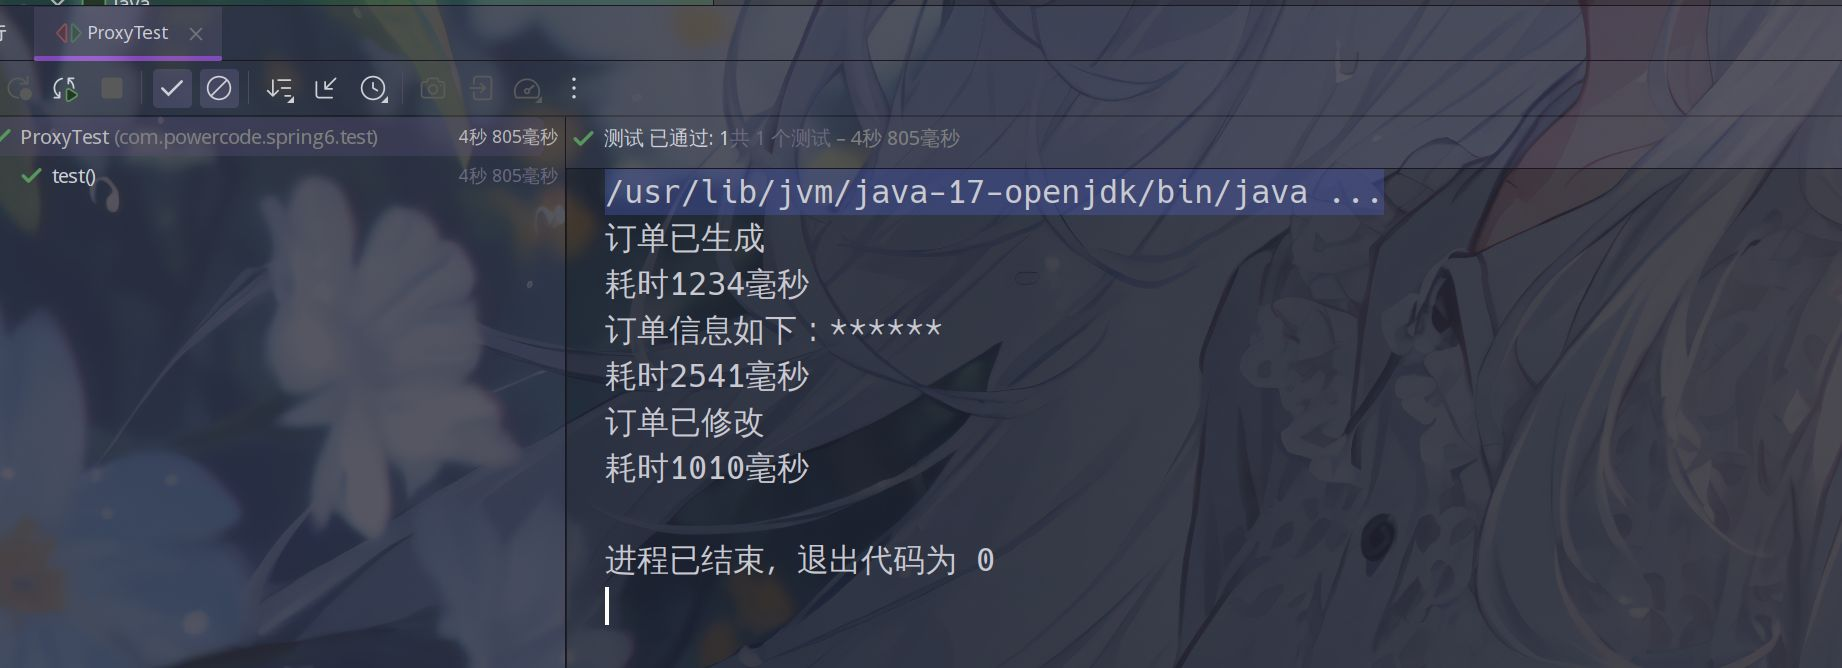 ProxyTest
ProxyTest (com.powercode.spring6.test) 4秒 805毫秒
test() 4秒 805毫秒
测试 已通过: 1共 1 个测试 – 4秒 805毫秒
/usr/lib/jvm/java-17-openjdk/bin/java ...
订单已生成
耗时1234毫秒
订单信息如下：******
耗时2541毫秒
订单已修改
耗时1010毫秒
进程已结束, 退出代码为 0